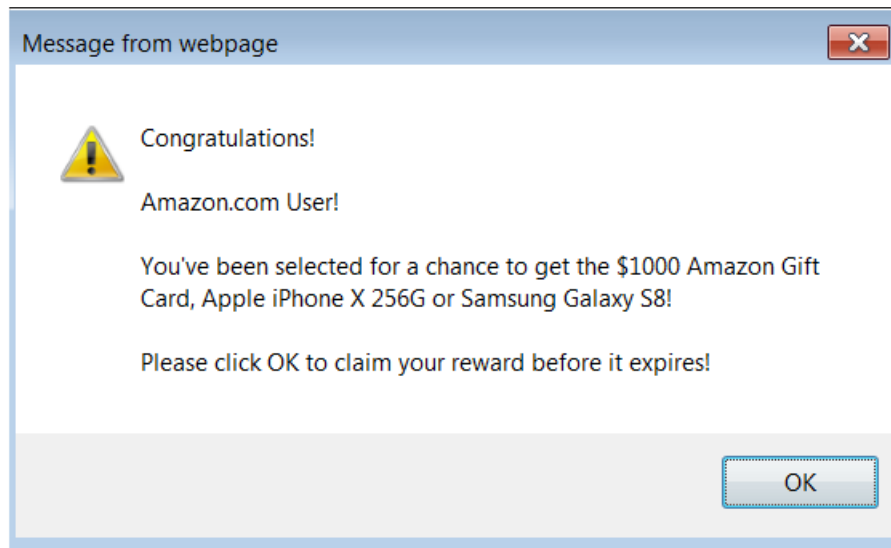 Message from webpage
Congratulations!
Amazon.com User!
You've been selected for a chance to get the $1000 Amazon Gift
Card, Apple iPhone X 256G or Samsung Galaxy S8!
Please click OK to claim your reward before it expires!
OK